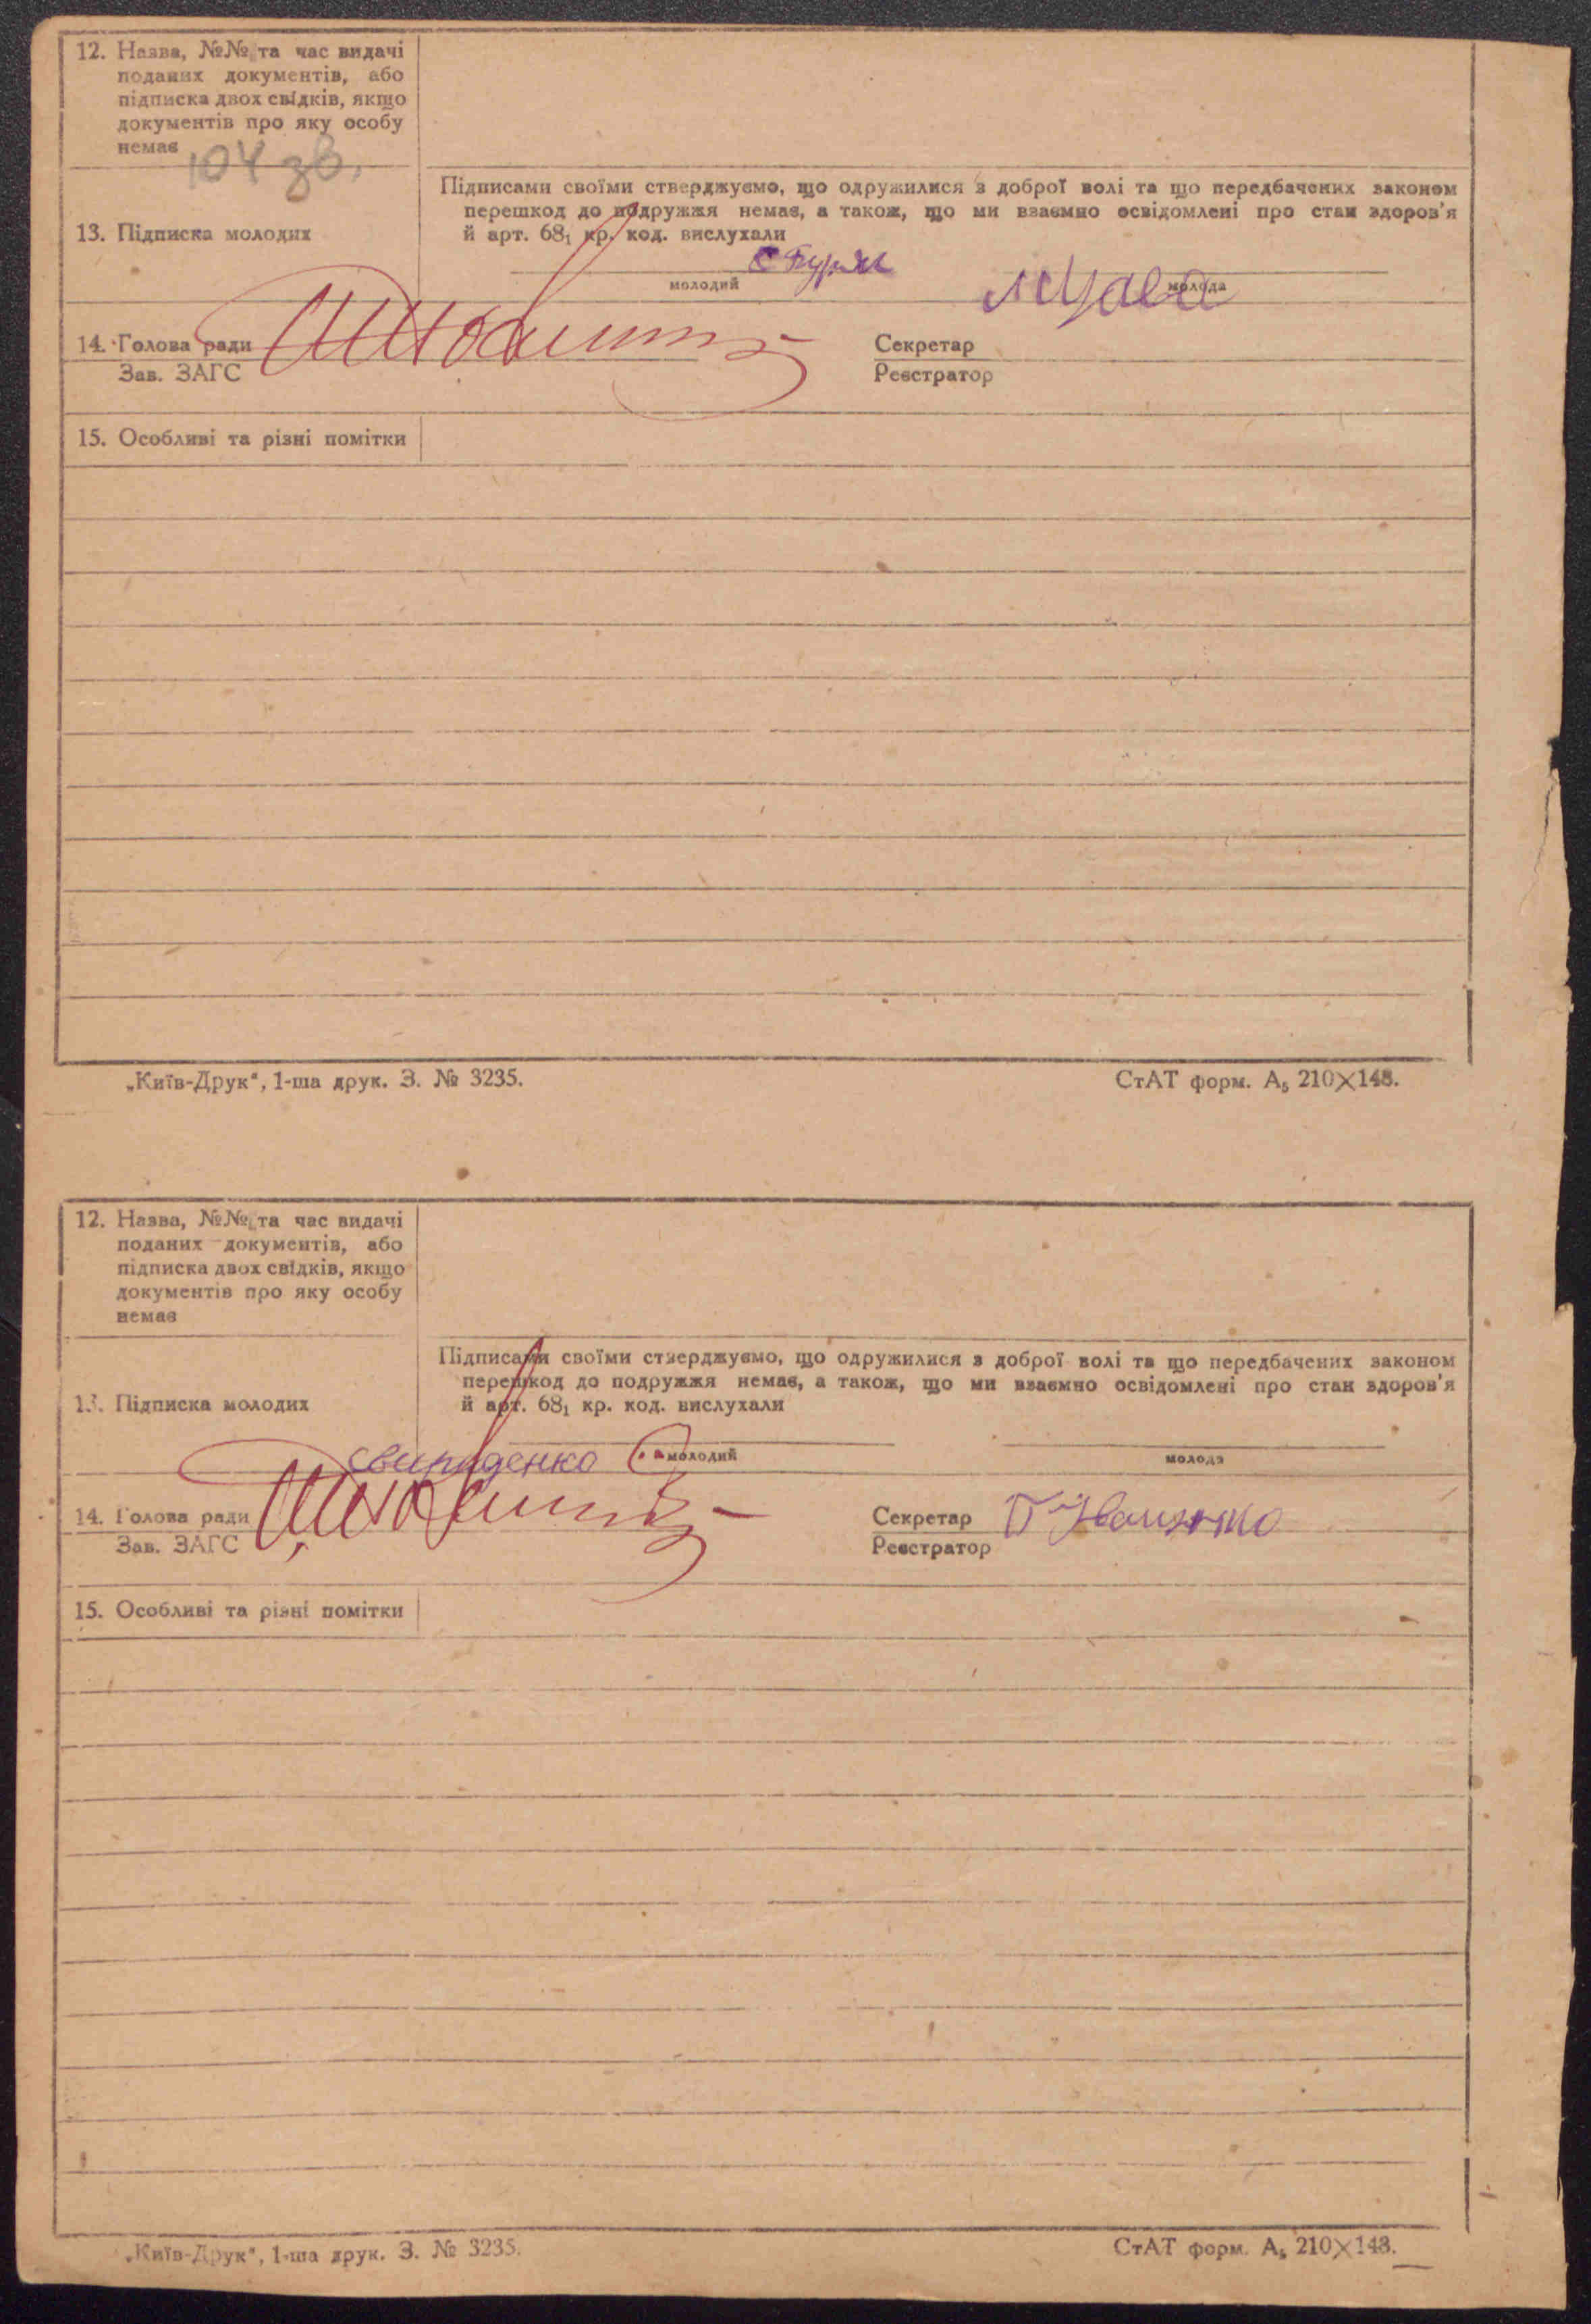 12. Назва, №№ та час видачі
поданих документів, або
підписка двох свідків, якщо
документів про яку особу
немає
104 зв.
Підписами своїми стверджуємо, що одружилися з доброї волі та що передбачених законом
перешкод до подружжя немає, а також, що ми взаємно освідомлені про стан здоров'я
13. Підписка молодих
й арт. 68₁ кр. код. вислухали
молодий
молода
14. Голова ради
Зав. ЗАГС
Секретар
Реєстратор
15. Особливі та різні помітки
„Київ-Друк“, 1-ша друк. З. № 3235.
СтАТ форм. А₅ 210×148.
12. Назва, №№ та час видачі
поданих документів, або
підписка двох свідків, якщо
документів про яку особу
немає
Підписами своїми стверджуємо, що одружилися з доброї волі та що передбачених законом
перешкод до подружжя немає, а також, що ми взаємно освідомлені про стан здоров'я
13. Підписка молодих
й арт. 68₁ кр. код. вислухали
Свириденко
молодий
молода
14. Голова ради
Зав. ЗАГС
Секретар
Реєстратор
15. Особливі та різні помітки
„Київ-Друк“, 1-ша друк. З. № 3235.
СтАТ форм. А₅ 210×148.